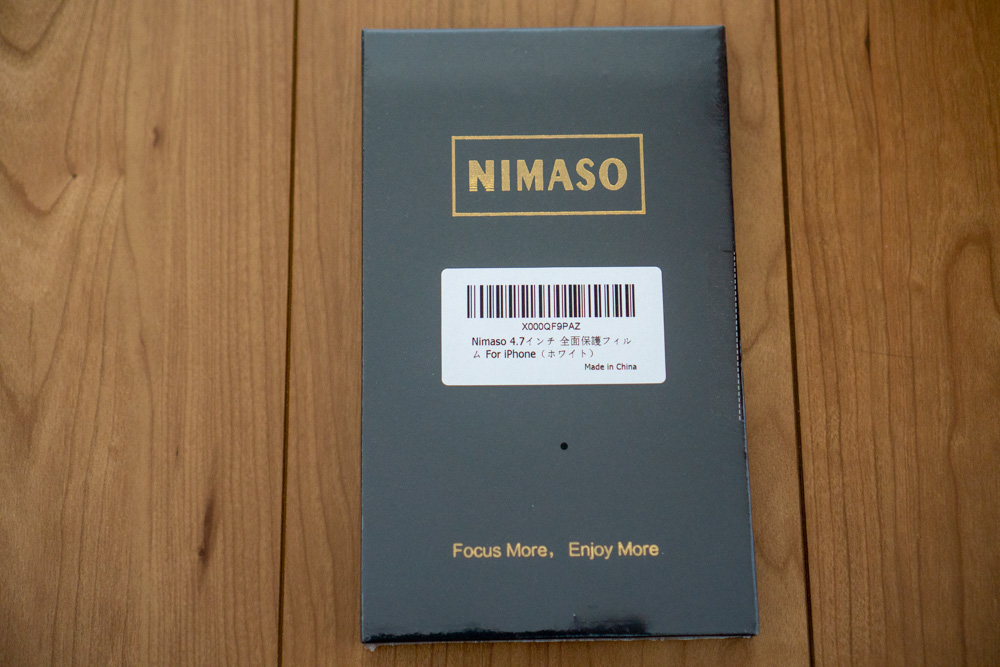 NIMASO
X000QF9PAZ
Nimaso 4.7インチ 全面保護フィル
ム For iPhone（ホワイト）
Made in China
Focus More, Enjoy More